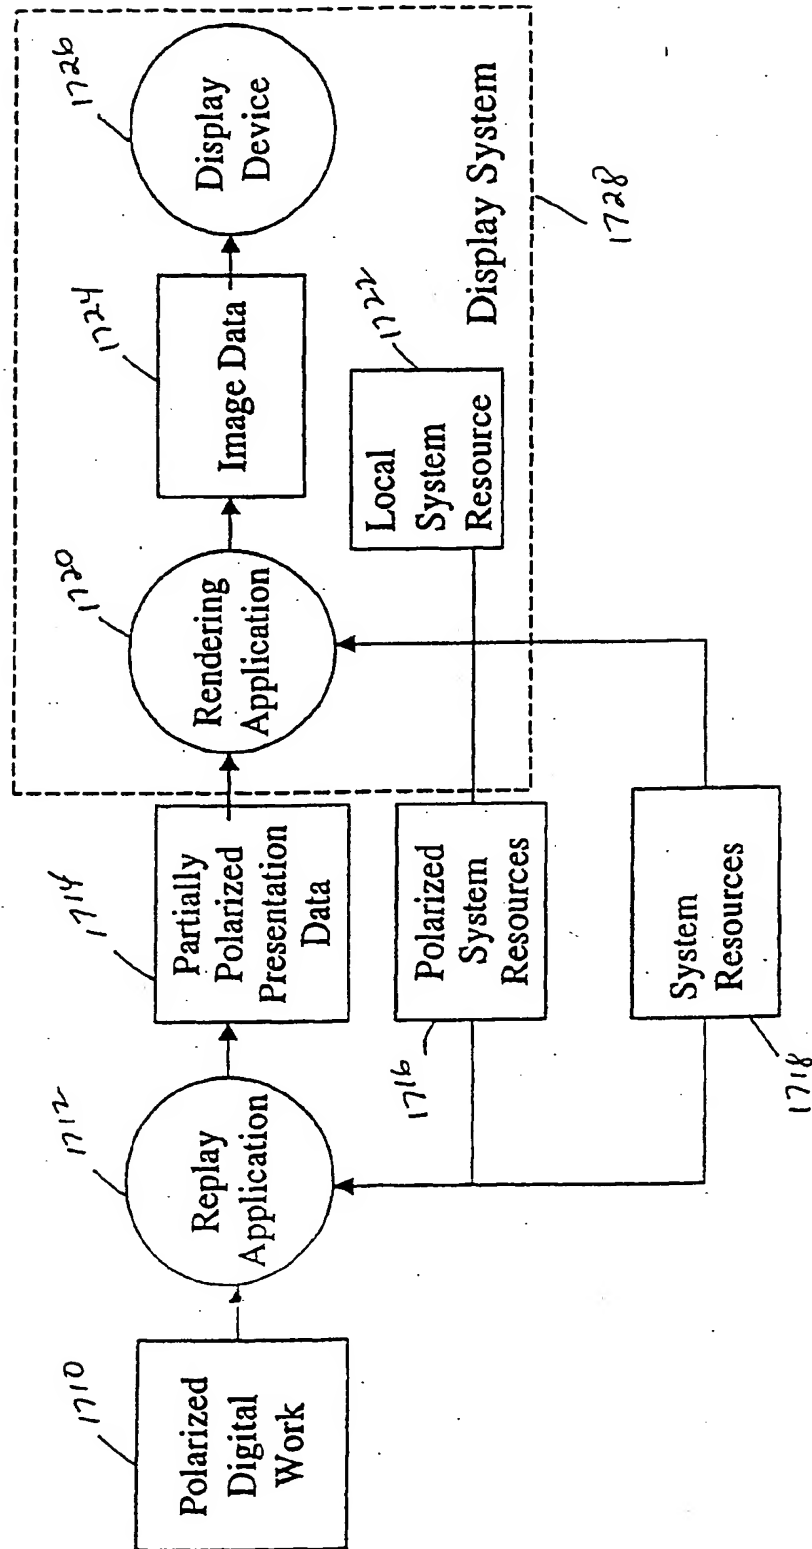 1710
Polarized
Digital
Work
1712
Replay
Application
1714
Partially
Polarized
Presentation
Data
1716
Polarized
System
Resources
1718
System
Resources
1720
Rendering
Application
1722
Local
System
Resource
1724
Image Data
1726
Display
Device
Display System
1728